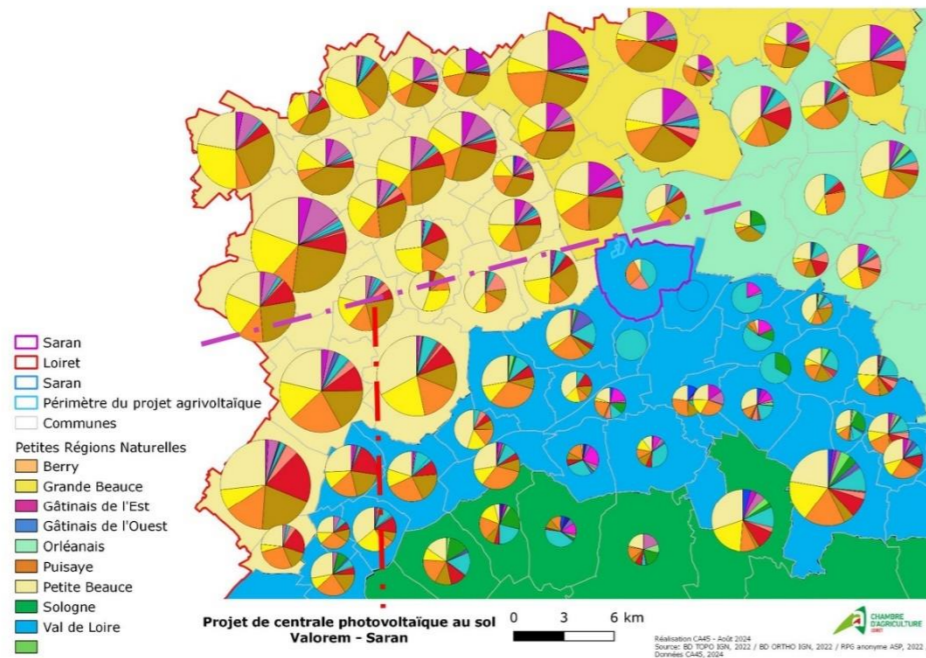 Saran
Loiret
Saran
Périmètre du projet agrivoltaïque
Communes
Petites Régions Naturelles
Berry
Grande Beauce
Gâtinais de l'Est
Gâtinais de l'Ouest
Orléanais
Puisaye
Petite Beauce
Sologne
Val de Loire
Projet de centrale photovoltaïque au sol
Valorem - Saran
0 3 6 km
CHAMBRE
D'AGRICULTURE
LOIRET
Réalisation CA45 - Août 2024
Source: BD TOPO IGN, 2022 / BD ORTHO IGN, 2022 / RPG anonyme ASP, 2022
Données CA45, 2024